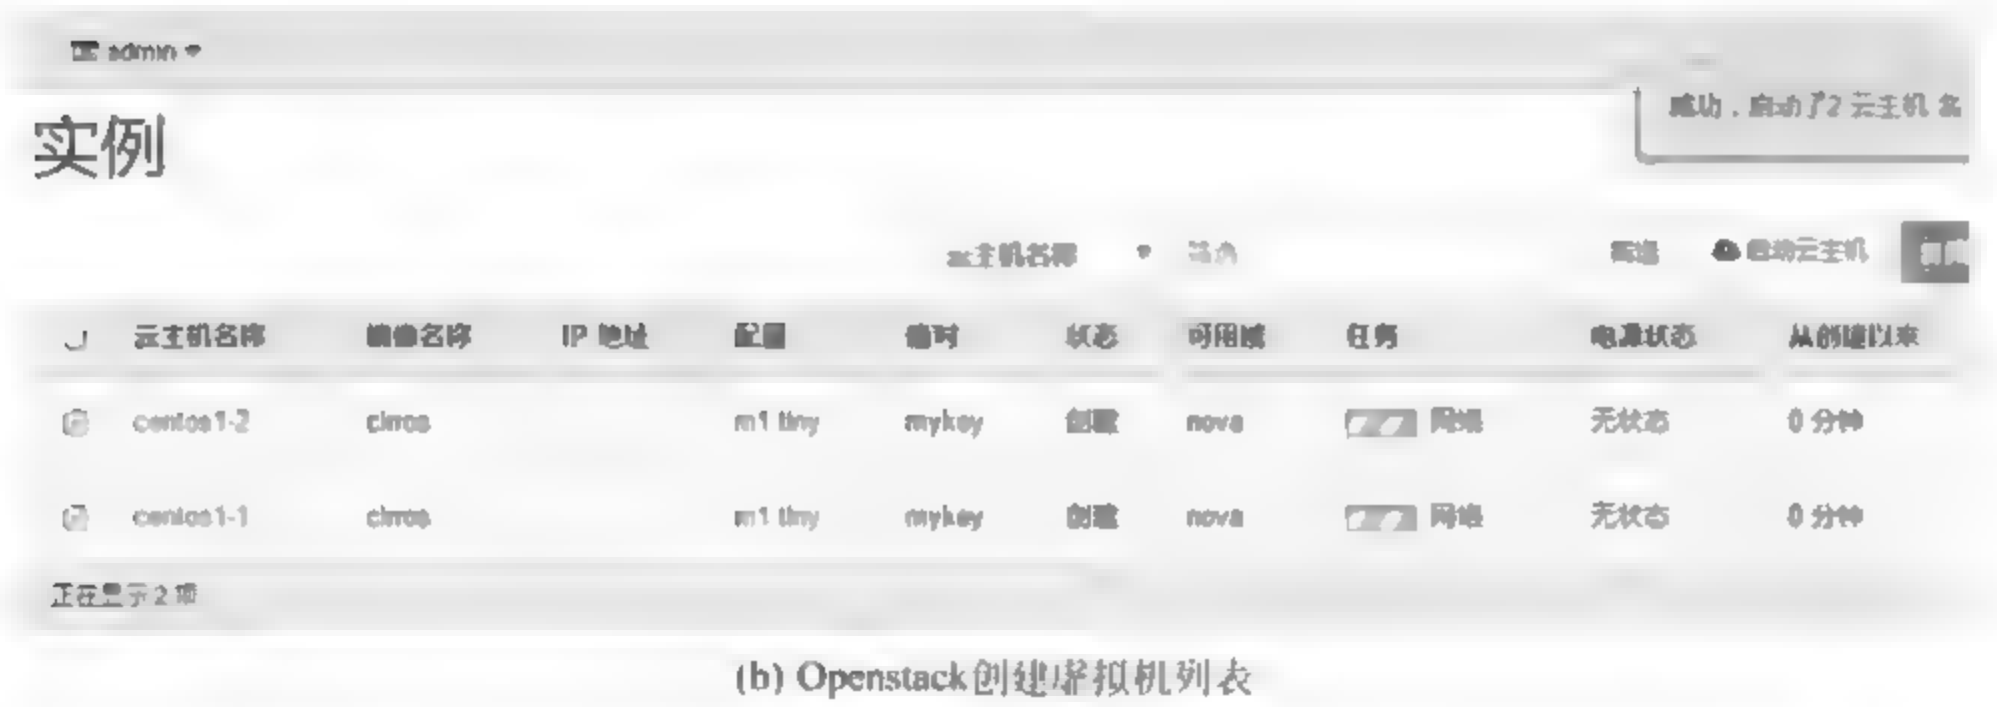 admin
成功：启动了2 云主机 名
实例
云主机名称 筛选 筛选 启动云主机
云主机名称 镜像名称 IP 地址 配置 值对 状态 可用域 任务 电源状态 从创建以来
centos1-2 cirros m1 tiny mykey 创建 nova 网络 无状态 0 分钟
centos1-1 cirros m1 tiny mykey 创建 nova 网络 无状态 0 分钟
正在显示 2 项
(b) Openstack创建虚拟机列表